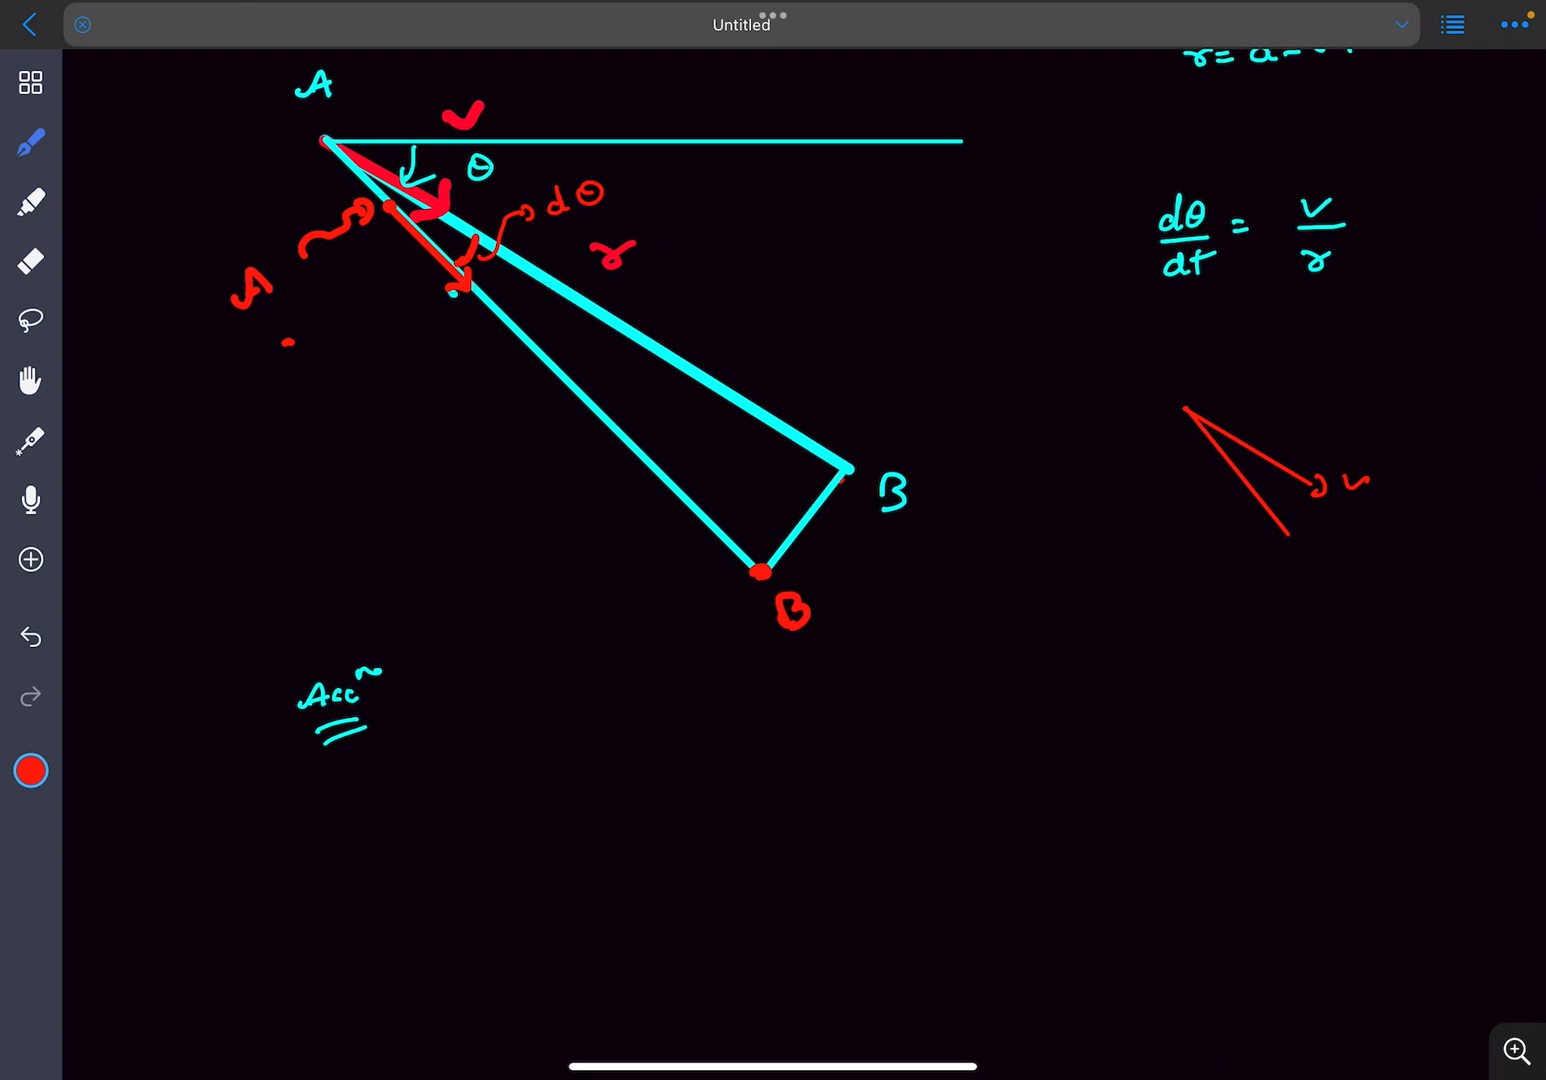 Untitled
A
θ
dθ
r
dθ/dt = v/r
A
v
B
B
Acc~